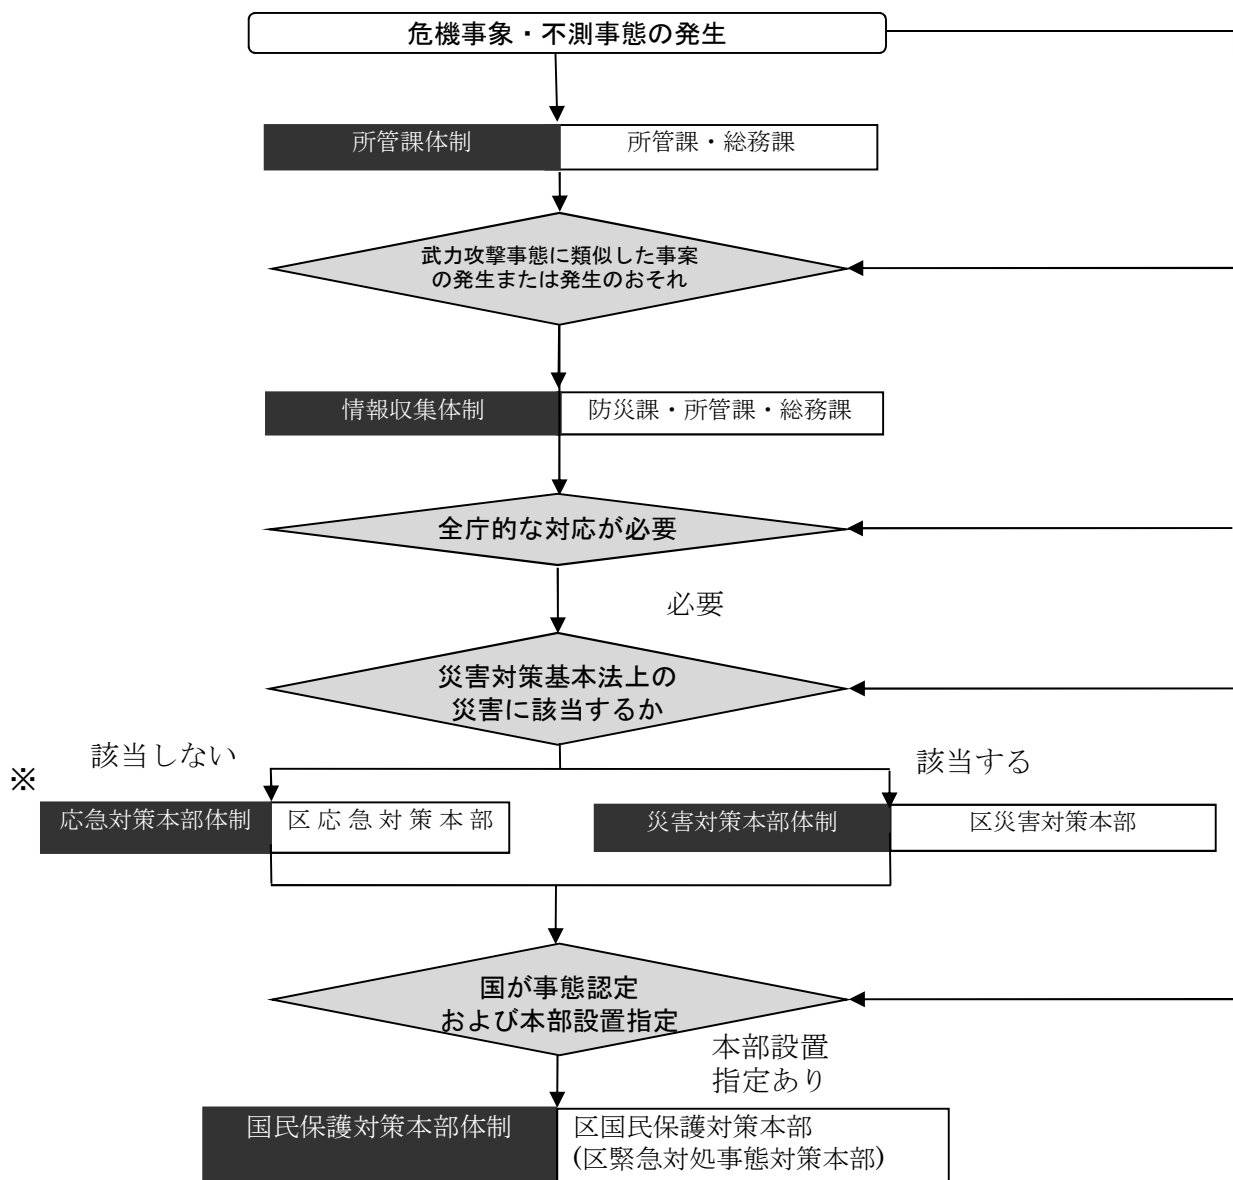 危機事象・不測事態の発生
所管課体制
所管課・総務課
武力攻撃事態に類似した事案
の発生または発生のおそれ
情報収集体制
防災課・所管課・総務課
全庁的な対応が必要
必要
災害対策基本法上の
災害に該当するか
該当しない
該当する
※
応急対策本部体制
区応急対策本部
災害対策本部体制
区災害対策本部
国が事態認定
および本部設置指定
本部設置
指定あり
国民保護対策本部体制
区国民保護対策本部
(区緊急対処事態対策本部)